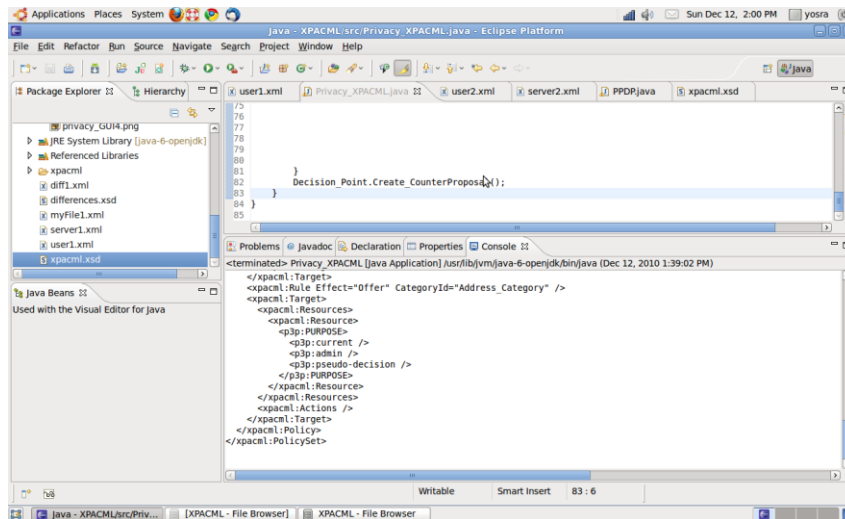 Applications Places System Sun Dec 12, 2:00 PM yosra
Java - XPACML/src/Privacy_XPACML.java - Eclipse Platform
File Edit Refactor Run Source Navigate Search Project Window Help
Java
Package Explorer Hierarchy
user1.xml Privacy_XPACML.java user2.xml server2.xml PPDP.java xpacml.xsd
privacy_GUI4.png
JRE System Library [java-6-openjdk]
Referenced Libraries
xpacml
diff1.xml
differences.xsd
myFile1.xml
server1.xml
user1.xml
xpacml.xsd
75
76
77
78
79
80
81 }
82 Decision_Point.Create_CounterProposal();
83 }
84 }
85
Problems Javadoc Declaration Properties Console
<terminated> Privacy_XPACML [Java Application] /usr/lib/jvm/java-6-openjdk/bin/java (Dec 12, 2010 1:39:02 PM)
</xpacml:Target>
<xpacml:Rule Effect="Offer" CategoryId="Address_Category" />
<xpacml:Target>
<xpacml:Resources>
<xpacml:Resource>
<p3p:PURPOSE>
<p3p:current />
<p3p:admin />
<p3p:pseudo-decision />
</p3p:PURPOSE>
</xpacml:Resource>
</xpacml:Resources>
<xpacml:Actions />
</xpacml:Target>
</xpacml:Policy>
</xpacml:PolicySet>
Java Beans
Used with the Visual Editor for Java
Writable Smart Insert 83 : 6
Java - XPACML/src/Priv... [XPACML - File Browser] XPACML - File Browser